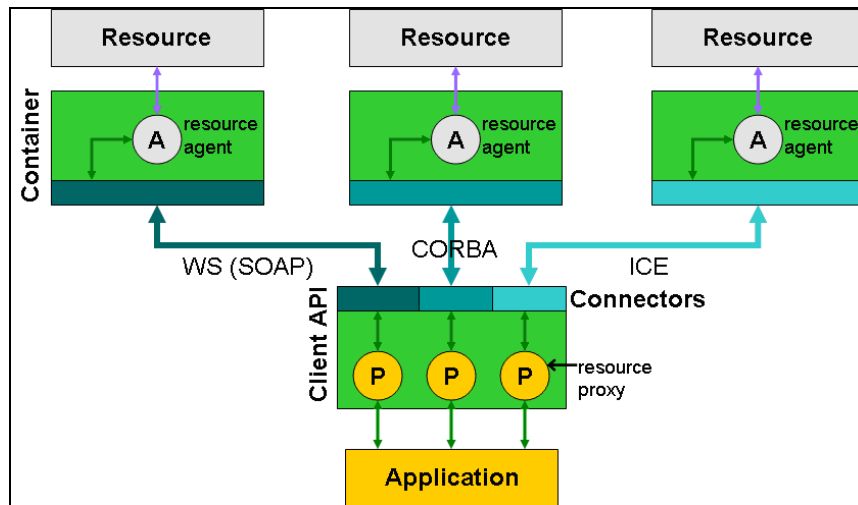 Resource
Resource
Resource
Container
A
resource
agent
A
resource
agent
A
resource
agent
WS (SOAP)
CORBA
ICE
Client API
Connectors
P
P
P
resource
proxy
Application